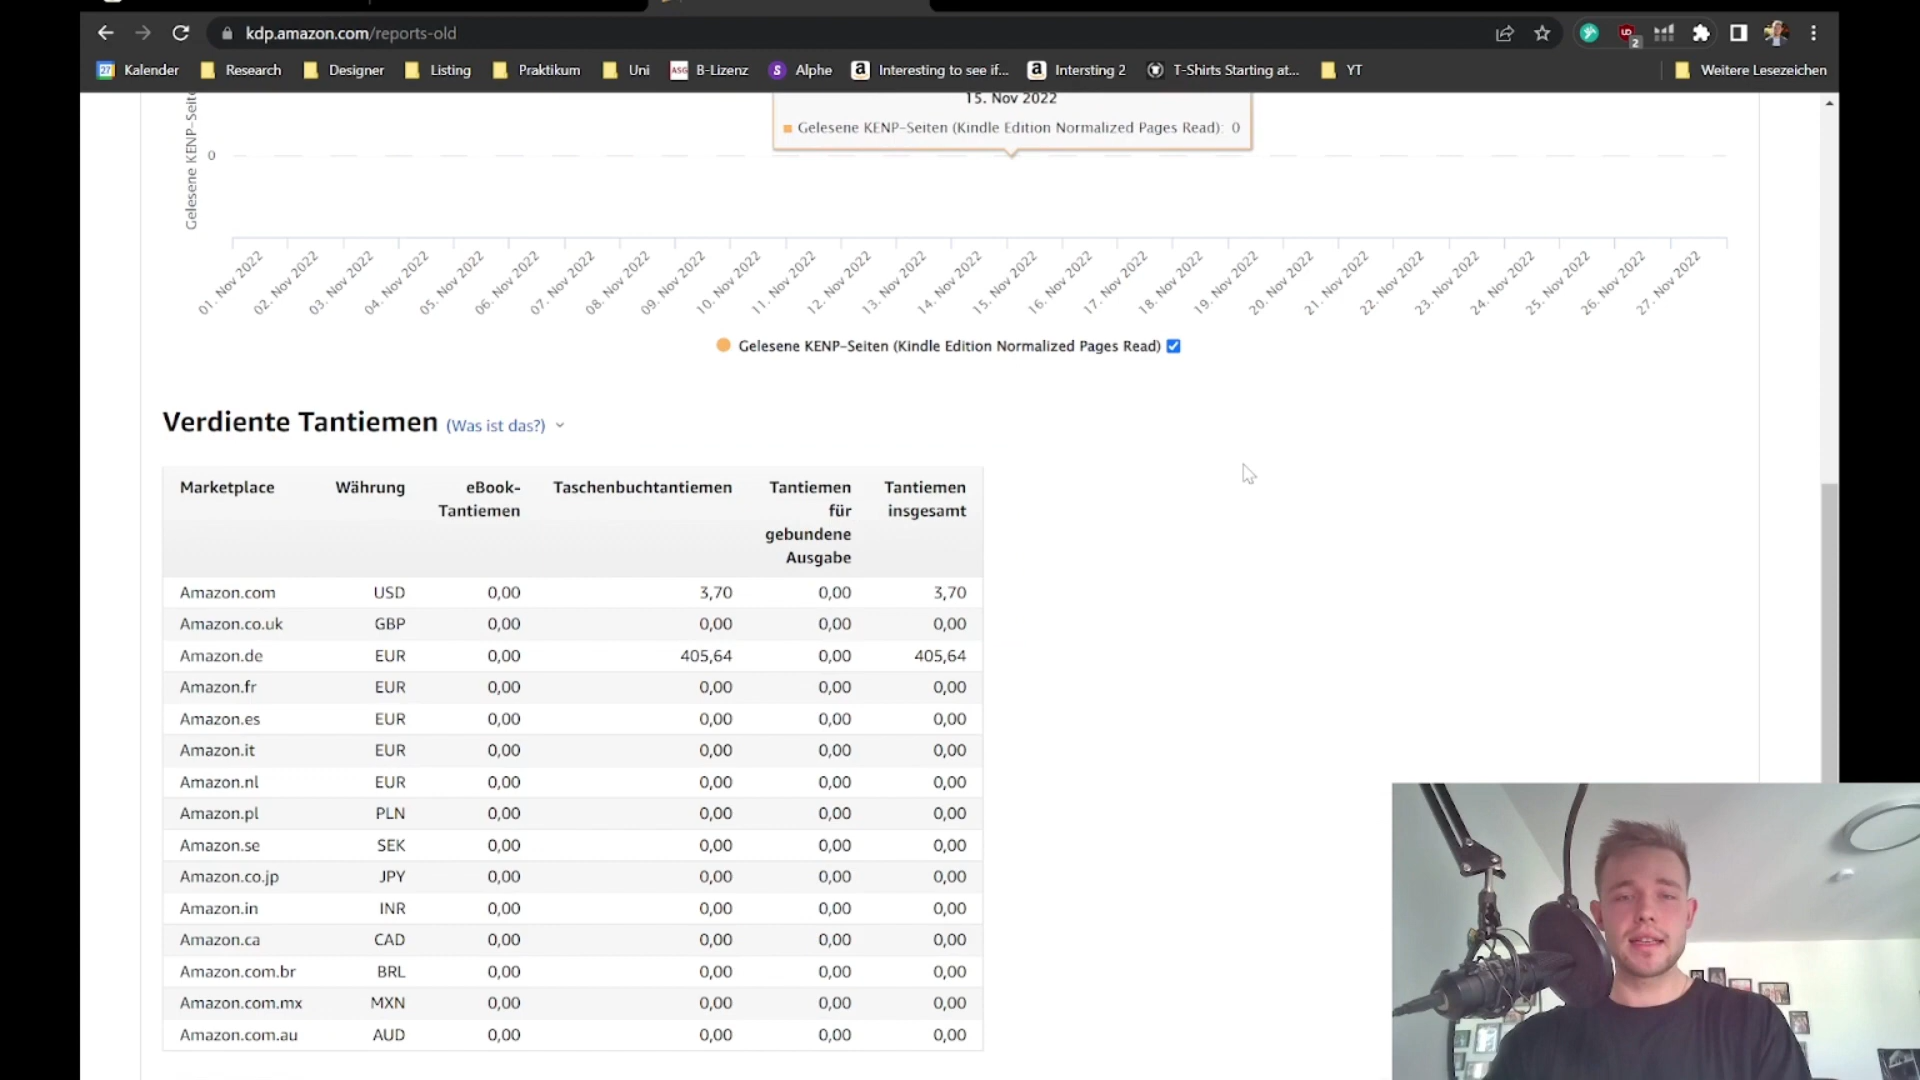 kdp.amazon.com/reports-old
27 Kalender Research Designer Listing Praktikum Uni ASG B-Lizenz S Alphe a Interesting to see if... a Intersting 2 T-Shirts Starting at... YT Weitere Lesezeichen
UD 2
15. Nov 2022
Gelesene KENP-Seiten (Kindle Edition Normalized Pages Read): 0
Gelesene KENP-Seite
0
01. Nov 2022 02. Nov 2022 03. Nov 2022 04. Nov 2022 05. Nov 2022 06. Nov 2022 07. Nov 2022 08. Nov 2022 09. Nov 2022 10. Nov 2022 11. Nov 2022 12. Nov 2022 13. Nov 2022 14. Nov 2022 15. Nov 2022 16. Nov 2022 17. Nov 2022 18. Nov 2022 19. Nov 2022 20. Nov 2022 21. Nov 2022 22. Nov 2022 23. Nov 2022 24. Nov 2022 25. Nov 2022 26. Nov 2022 27. Nov 2022
Gelesene KENP-Seiten (Kindle Edition Normalized Pages Read)
Verdiente Tantiemen (Was ist das?)
Marketplace Währung eBook- Taschenbuchtantiemen Tantiemen Tantiemen
Tantiemen für insgesamt
gebundene
Ausgabe
Amazon.com USD 0,00 3,70 0,00 3,70
Amazon.co.uk GBP 0,00 0,00 0,00 0,00
Amazon.de EUR 0,00 405,64 0,00 405,64
Amazon.fr EUR 0,00 0,00 0,00 0,00
Amazon.es EUR 0,00 0,00 0,00 0,00
Amazon.it EUR 0,00 0,00 0,00 0,00
Amazon.nl EUR 0,00 0,00 0,00 0,00
Amazon.pl PLN 0,00 0,00 0,00 0,00
Amazon.se SEK 0,00 0,00 0,00 0,00
Amazon.co.jp JPY 0,00 0,00 0,00 0,00
Amazon.in INR 0,00 0,00 0,00 0,00
Amazon.ca CAD 0,00 0,00 0,00 0,00
Amazon.com.br BRL 0,00 0,00 0,00 0,00
Amazon.com.mx MXN 0,00 0,00 0,00 0,00
Amazon.com.au AUD 0,00 0,00 0,00 0,00